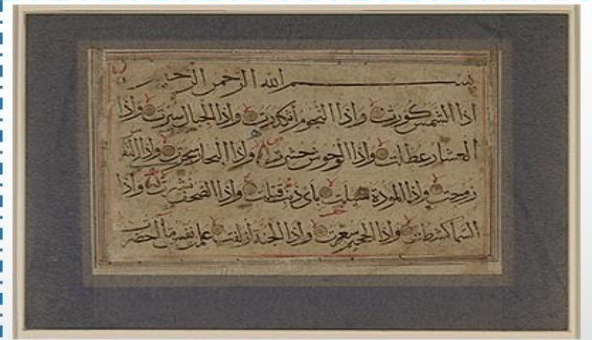 بسم الله الرحمن الرحيم
اذا الشمس كورت واذا النجوم انكدرت واذا الجبال سيرت واذا
العشار عطلت واذا الوحوش حشرت واذا البحار سجرت واذا النفوس
زوجت واذا الموءدة سئلت باى ذنب قتلت واذا الصحف نشرت واذا
السما كشطت واذا الجحيم سعرت واذا الجنة ازلفت علمت نفس ما احضرت